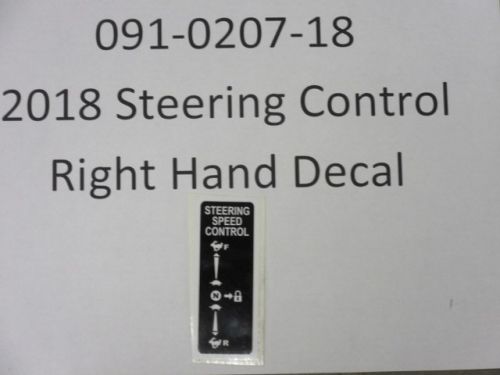 091-0207-18
2018 Steering Control
Right Hand Decal
STEERING
SPEED
CONTROL
F
N
R